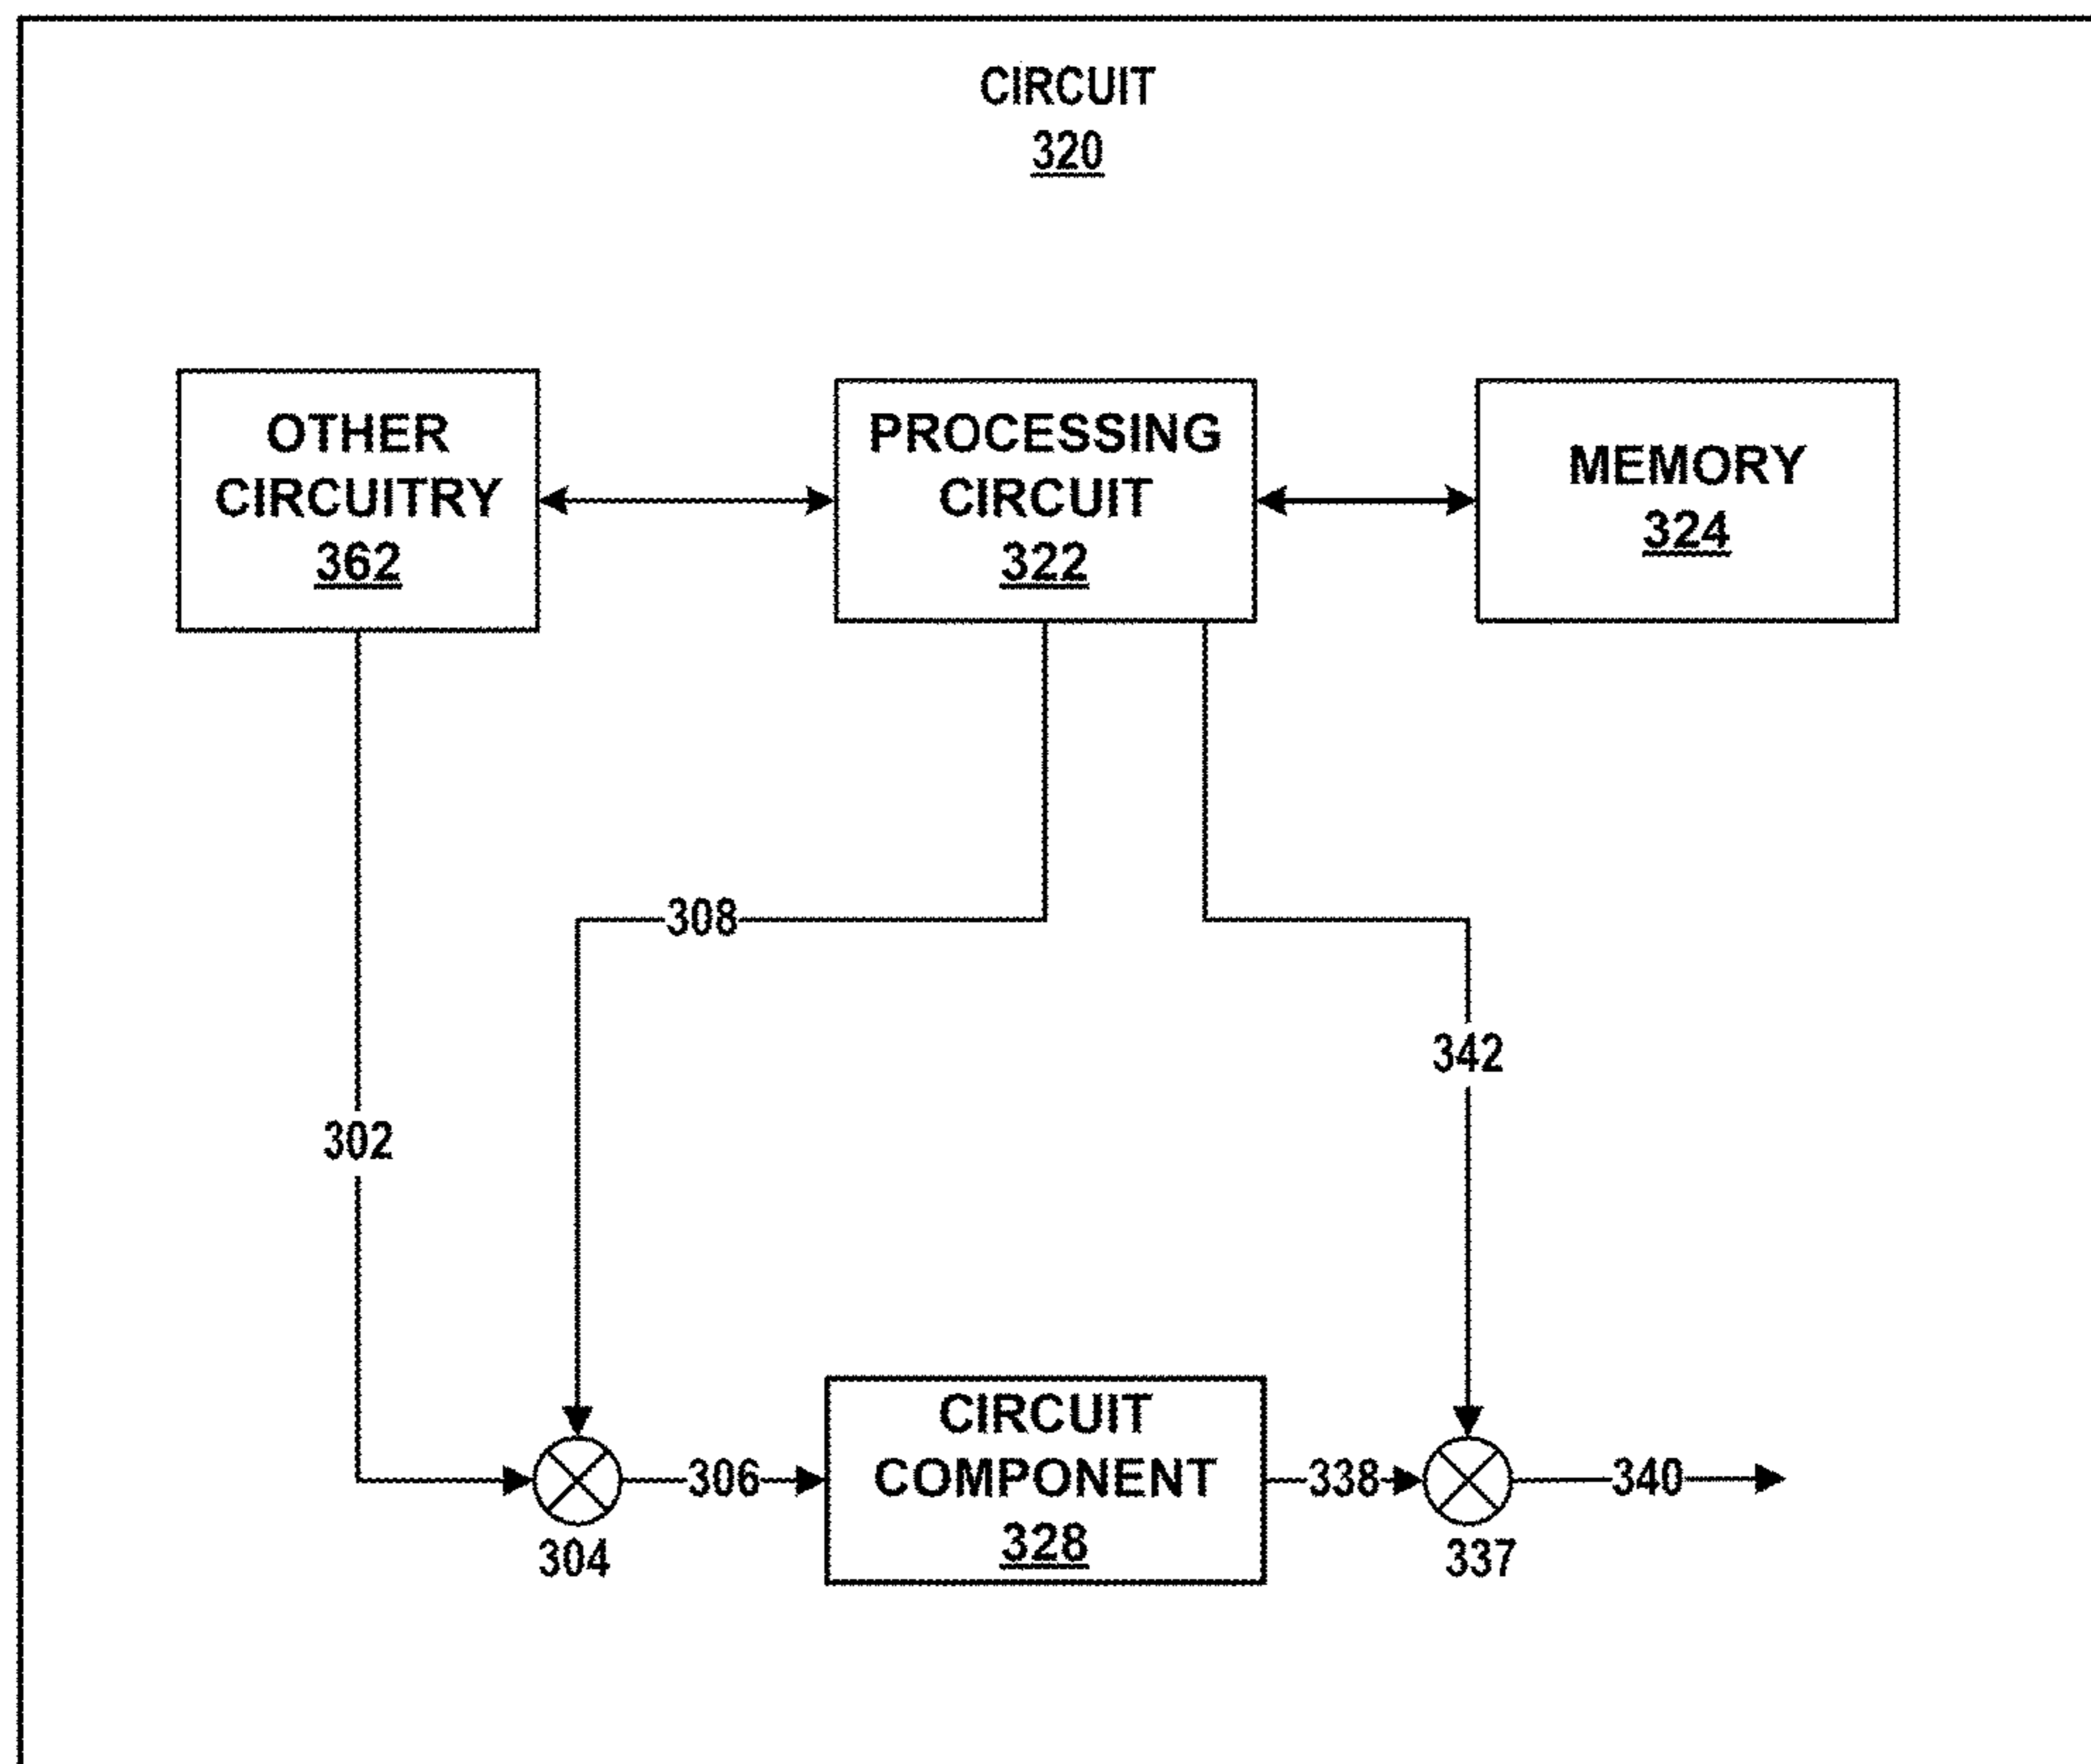 CIRCUIT
320
OTHER
CIRCUITRY
362
PROCESSING
CIRCUIT
322
MEMORY
324
308
342
302
306
CIRCUIT
COMPONENT
328
338
340
304
337